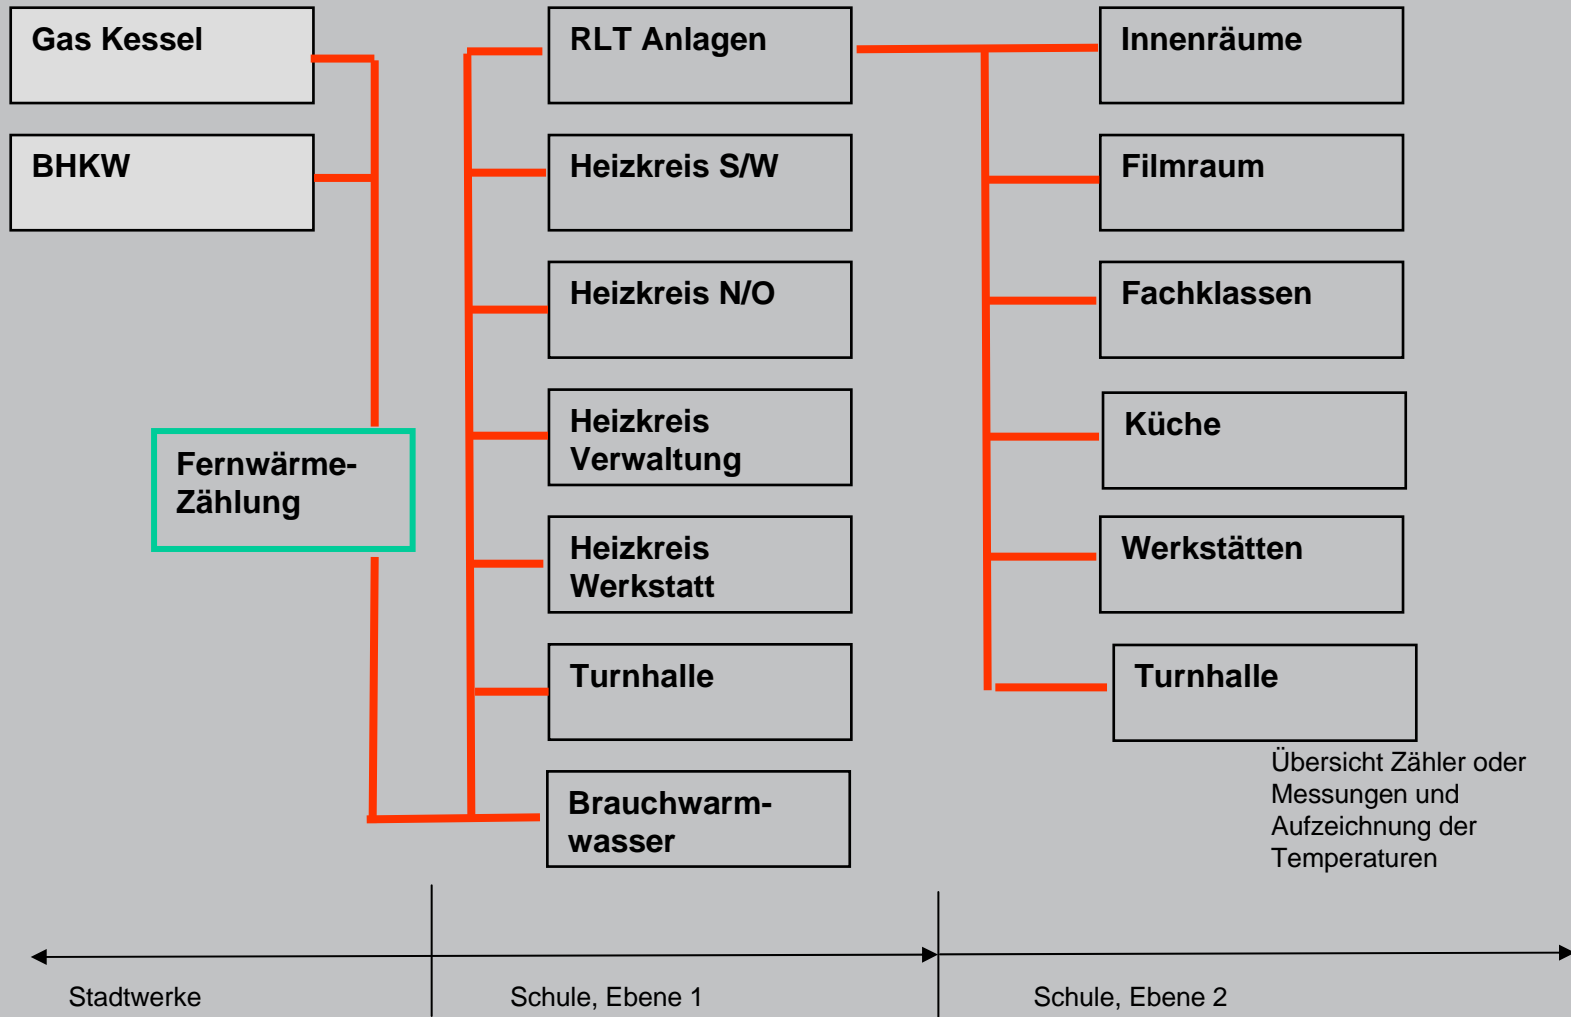 Gas Kessel
BHKW
Fernwärme-
Zählung
RLT Anlagen
Heizkreis S/W
Heizkreis N/O
Heizkreis
Verwaltung
Heizkreis
Werkstatt
Turnhalle
Brauchwarm-
wasser
Innenräume
Filmraum
Fachklassen
Küche
Werkstätten
Turnhalle
Übersicht Zähler oder
Messungen und
Aufzeichnung der
Temperaturen
Stadtwerke
Schule, Ebene 1
Schule, Ebene 2